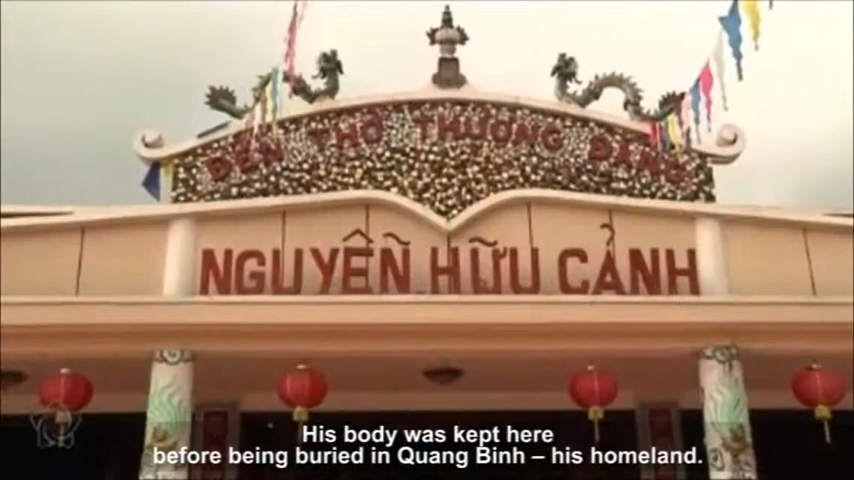 ĐỀN THỜ THƯỢNG ĐẲNG
NGUYỄN HỮU CẢNH
His body was kept here
before being buried in Quang Binh – his homeland.